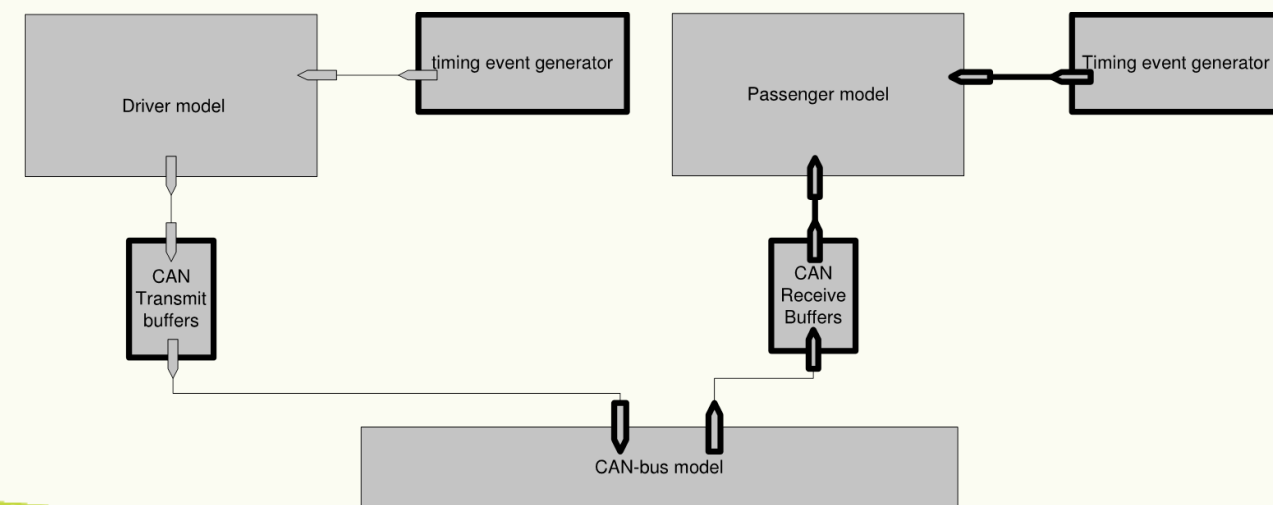 timing event generator
Timing event generator
Driver model
Passenger model
CAN
Transmit
buffers
CAN
Receive
Buffers
CAN-bus model